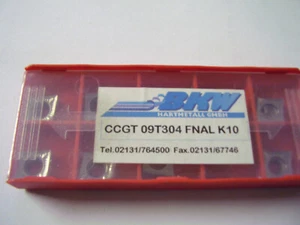 BKW
HARTMETALL GMBH
CCGT 09T304 FNAL K10
Tel.02131/764500 Fax.02131/67746